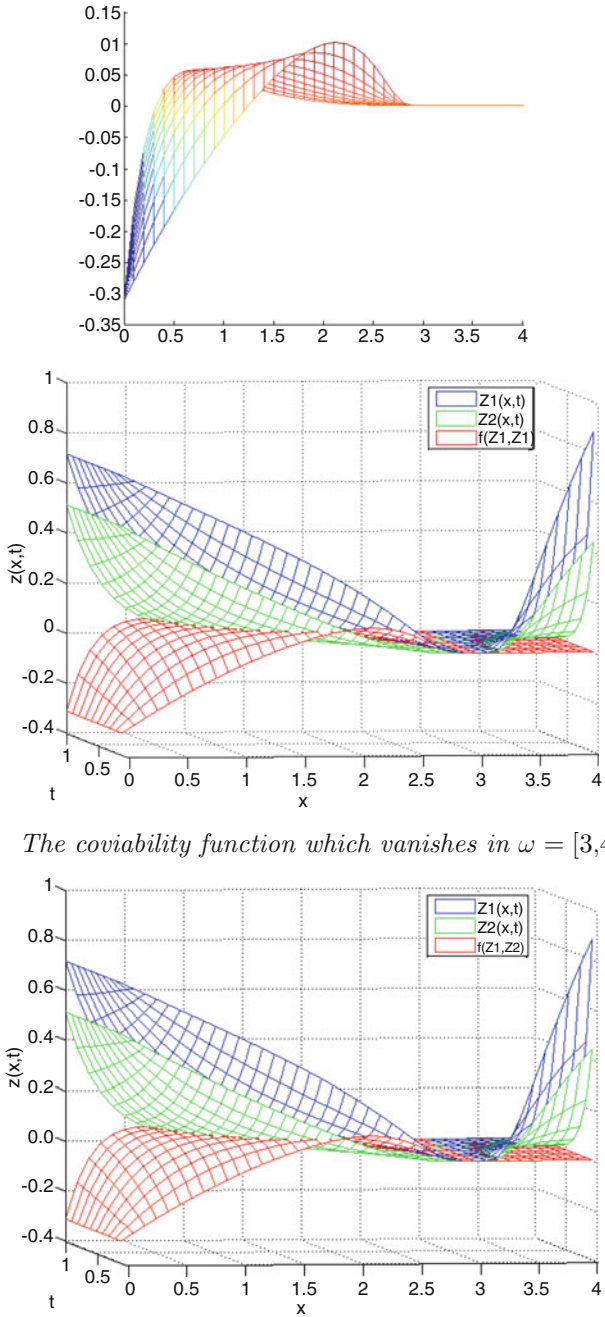 0.15
01
0.05
0
-0.05
-0.1
-0.15
-0.2
-0.25
-0.3
-0.35
0 0.5 1 1.5 2 2.5 3 3.5 4
1
0.8
0.6
0.4
0.2
0
-0.2
-0.4
z(x,t)
Z1(x,t)
Z2(x,t)
f(Z1,Z1)
1
0.5
t
0 0.5 1 1.5 2 2.5 3 3.5 4
x
The coviability function which vanishes in ω = [3,4
1
0.8
0.6
0.4
0.2
0.0
-0.2
-0.4
z(x,t)
Z1(x,t)
Z2(x,t)
f(Z1,Z2)
1
0.5
t
0 0.5 1 1.5 2 2.5 3 3.5 4
x